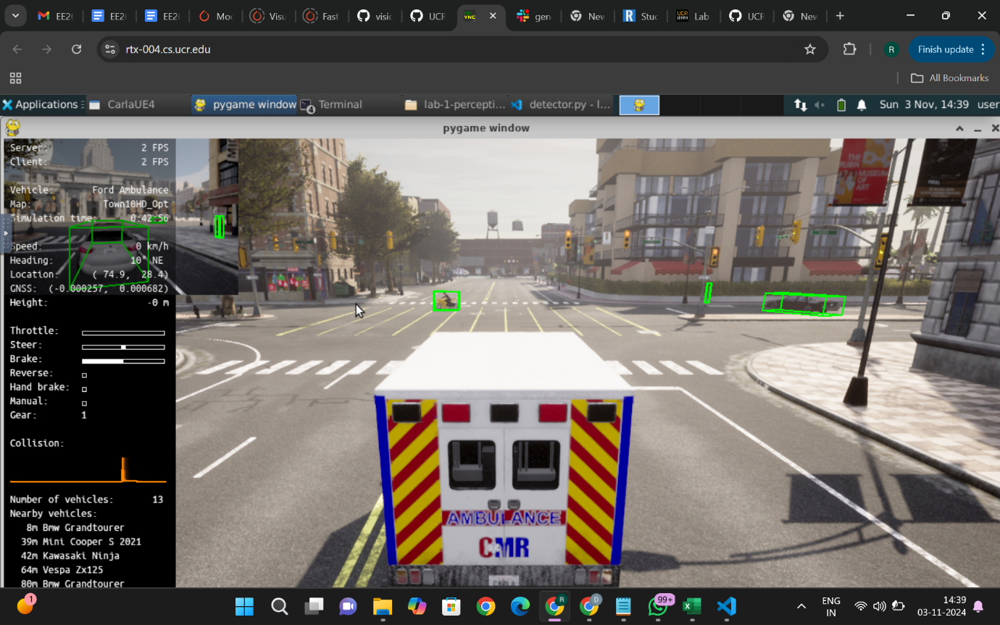 EE2
EE2
EE2
Moc
Visu
Fast
visic
UCR
gen
Nev
Stuc
Lab
UCR
Nev
rtx-004.cs.ucr.edu
R
Finish update
All Bookmarks
Applications
CarlaUE4
pygame window
4
Terminal
lab-1-percepti...
detector.py - l...
Sun 3 Nov, 14:39
user
pygame window
Server: 2 FPS
Client: 2 FPS
Vehicle: Ford Ambulance
Map: Town10HD_Opt
Simulation time: 0:42:56
Speed: 0 km/h
Heading: 10° NE
Location: ( 74.9, 28.4)
GNSS: (-0.000257, 0.000682)
Height: -0 m
Throttle:
Steer:
Brake:
Reverse:
Hand brake:
Manual:
Gear: 1
Collision:
Number of vehicles: 13
Nearby vehicles:
8m Bmw Grandtourer
39m Mini Cooper S 2021
42m Kawasaki Ninja
64m Vespa Zx125
80m Bmw Grandtourer
THE
RUBIN
MUSEUM
OF
ART
AMBULANCE
CMR
CARLA
1
R
D
99+
ENG
IN
14:39
03-11-2024